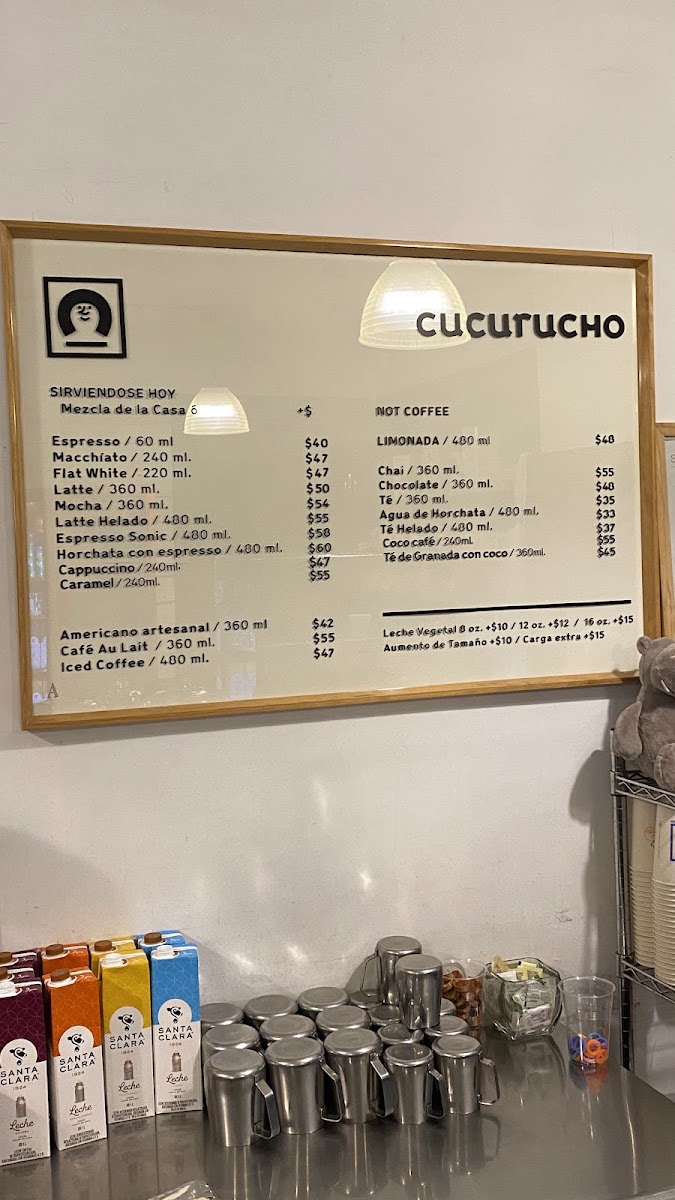 cucurucho
SIRVIENDOSE HOY
Mezcla de la Casa 6
+$
Espresso / 60 ml $40
Macchíato / 240 ml. $47
Flat White / 220 ml. $47
Latte / 360 ml. $50
Mocha / 360 ml. $54
Latte Helado / 480 ml. $55
Espresso Sonic / 480 ml. $58
Horchata con espresso / 480 ml. $60
Cappuccino / 240ml. $47
Caramel / 240ml. $55
Americano artesanal / 360 ml $42
Café Au Lait / 360 ml. $55
Iced Coffee / 480 ml. $47
A
NOT COFFEE
LIMONADA / 480 ml $48
Chai / 360 ml. $55
Chocolate / 360 ml. $48
Té / 360 ml. $35
Agua de Horchata / 480 ml. $33
Té Helado / 480 ml. $37
Coco café / 240ml. $55
Té de Granada con coco / 360ml. $45
Leche Vegetal 8 oz. +$10 / 12 oz. +$12 / 16 oz. +$15
Aumento de Tamaño +$10 / Carga extra +$15
SANTA
CLARA
1924
Leche
SANTA
CLARA
1924
Leche
SANTA
CLARA
1924
Leche
SANTA
CLARA
1924
Leche